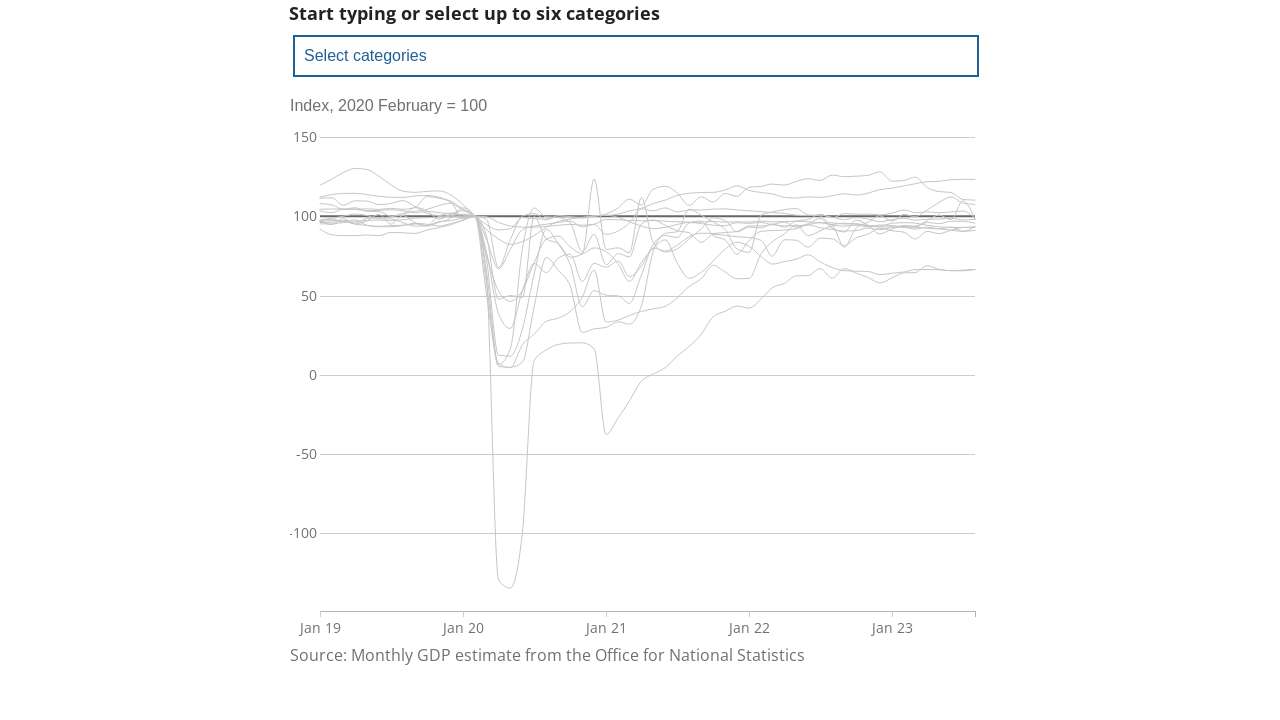 Start typing or select up to six categories
Select categories
Index, 2020 February = 100
150
100
50
0
-50
-100
Jan 19 Jan 20 Jan 21 Jan 22 Jan 23
Source: Monthly GDP estimate from the Office for National Statistics